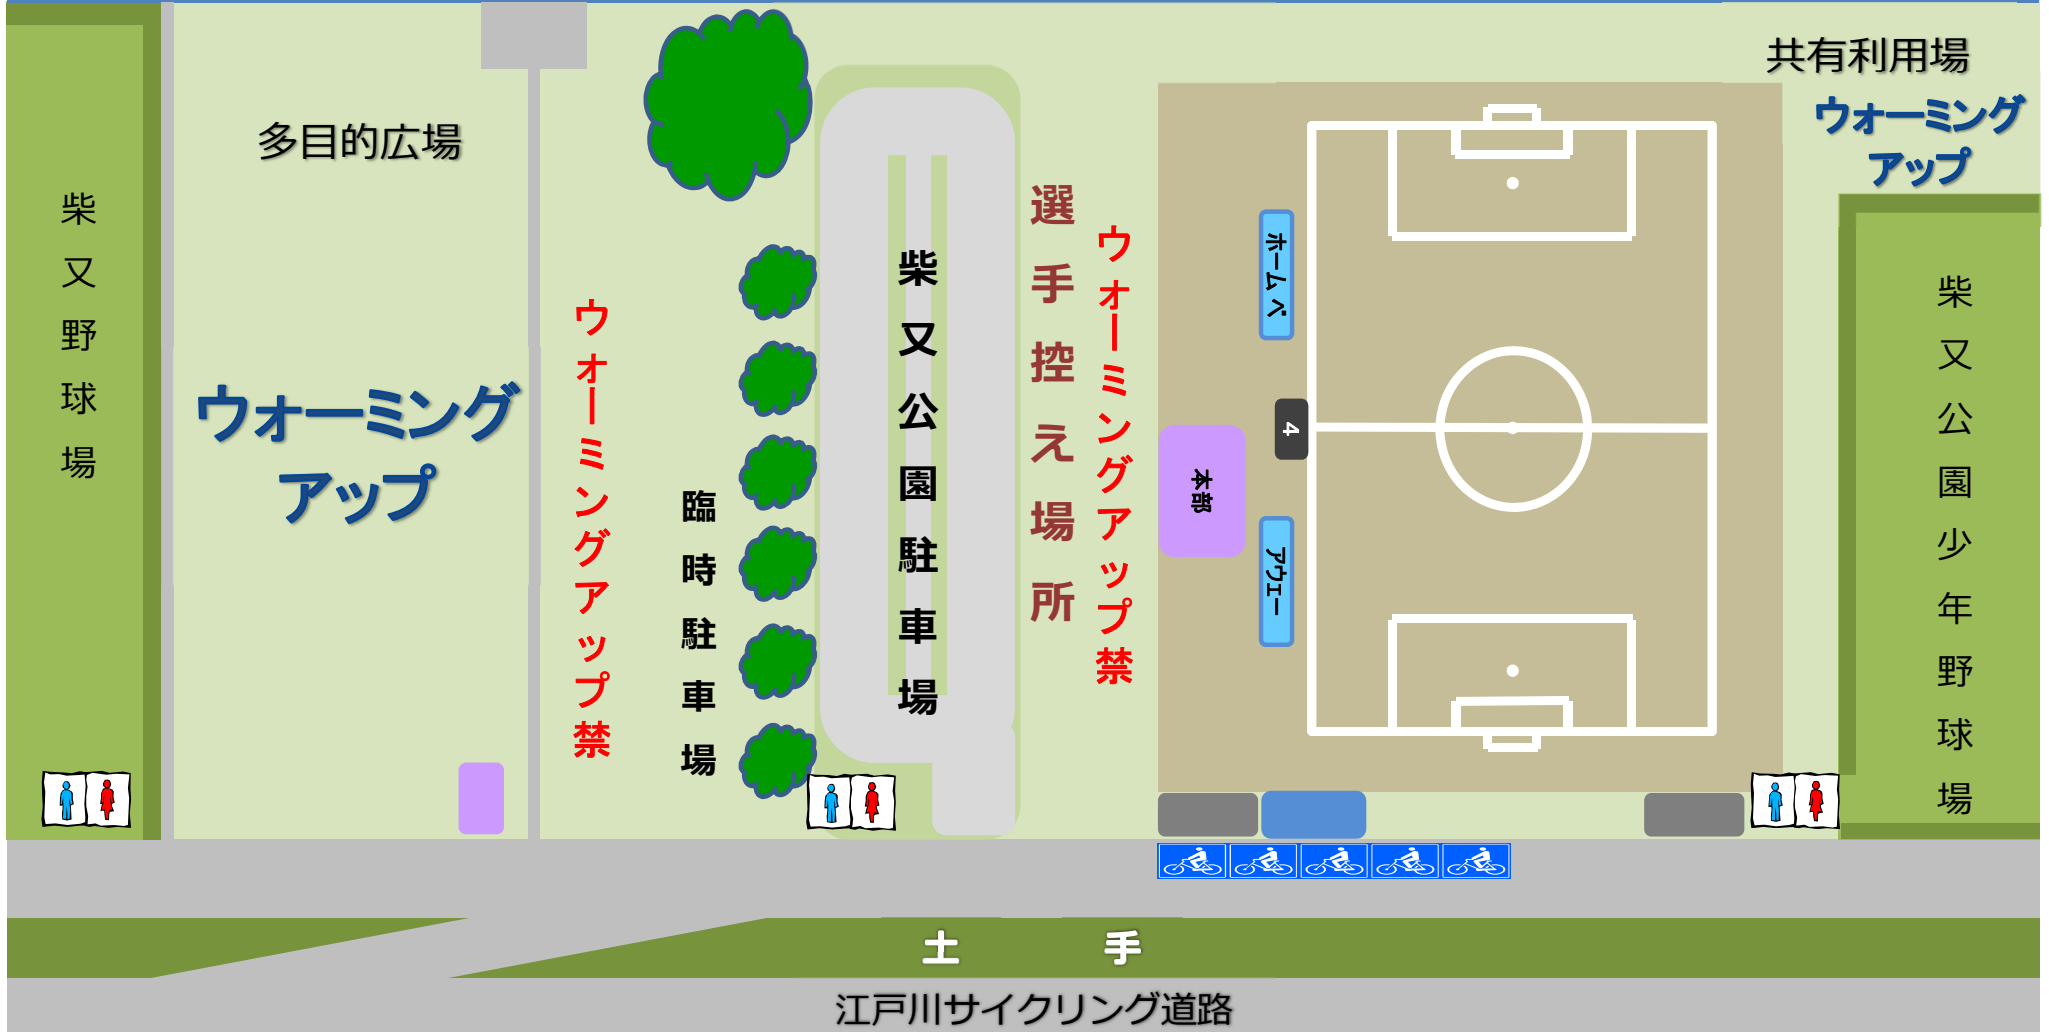 柴又野球場
多目的広場
ウォーミング
アップ
ウォーミングアップ禁
臨時駐車場
柴又公園駐車場
選手控え場所
ウォーミングアップ禁
本部
ホームベ
4
アウェー
共有利用場
ウォーミング
アップ
柴又公園少年野球場
土手
江戸川サイクリング道路